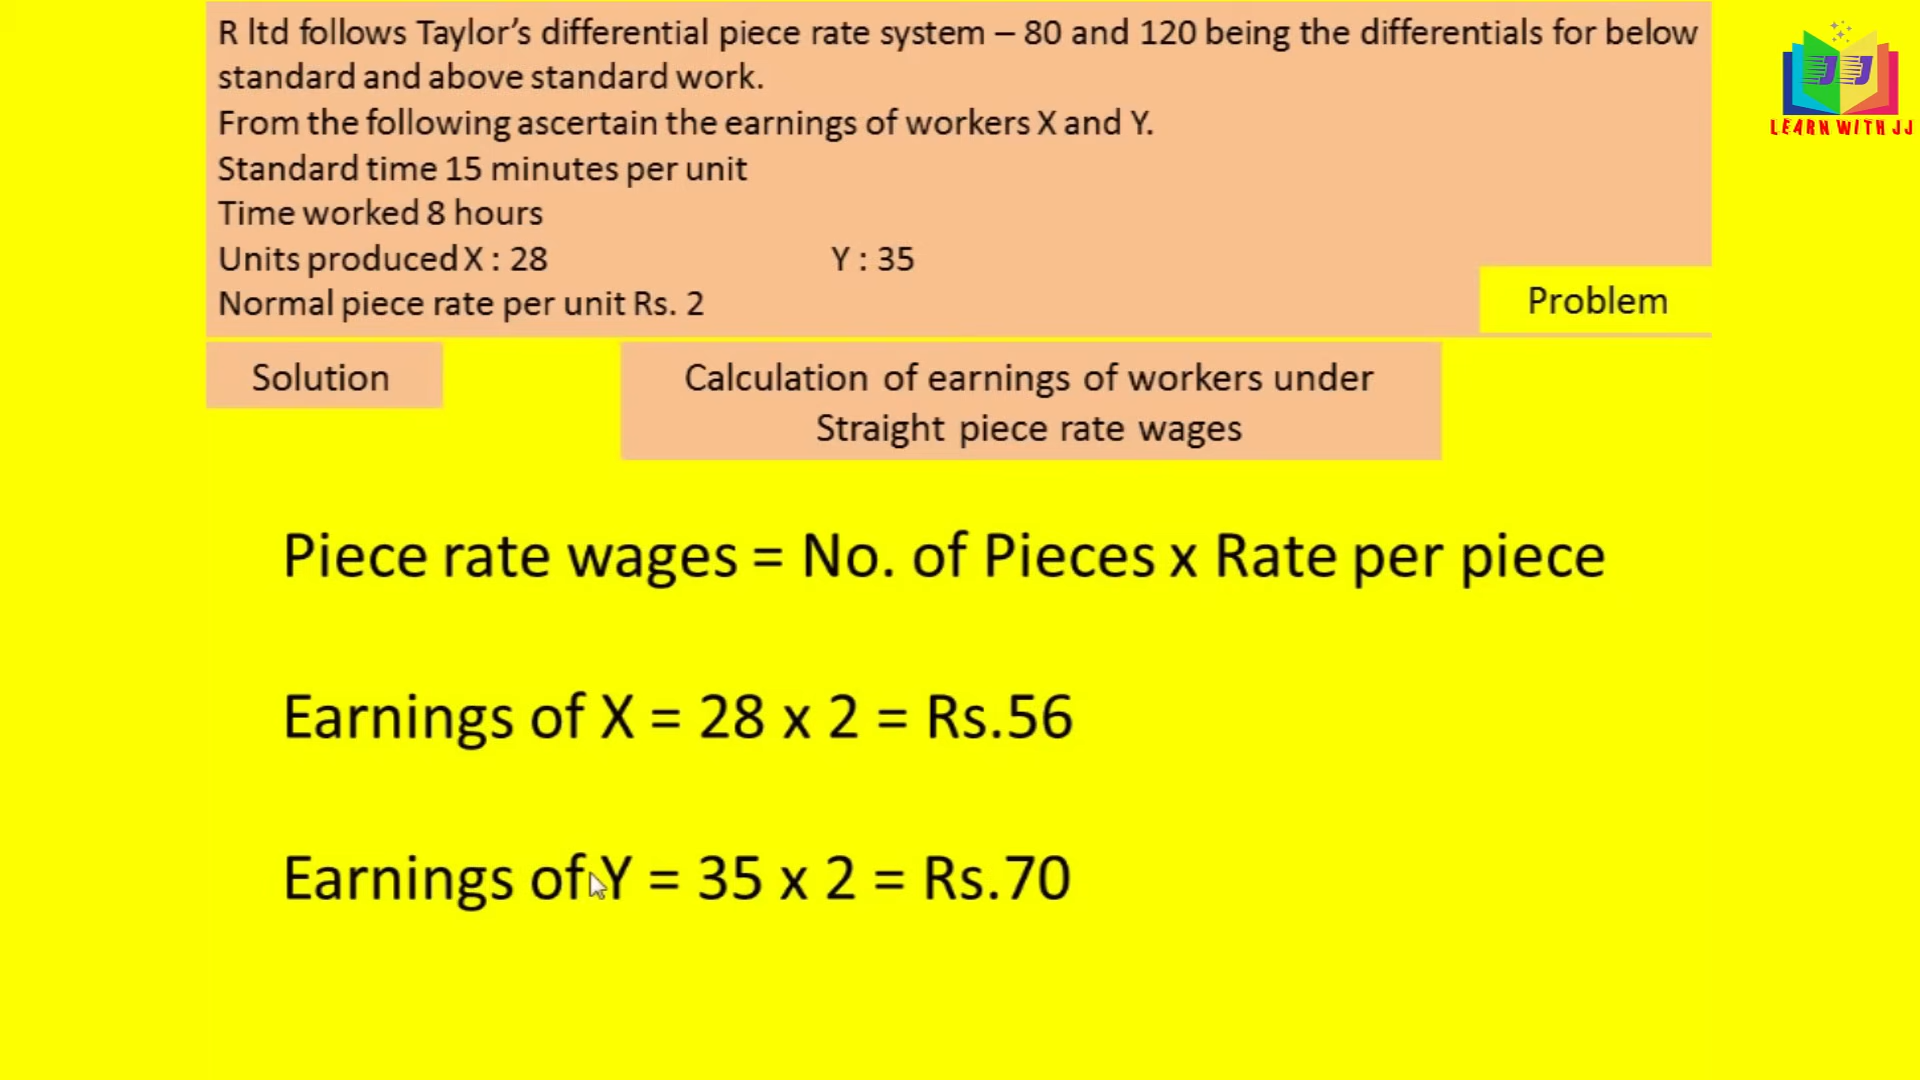 R ltd follows Taylor’s differential piece rate system – 80 and 120 being the differentials for below
standard and above standard work.
From the following ascertain the earnings of workers X and Y.
Standard time 15 minutes per unit
Time worked 8 hours
Units produced X : 28 Y : 35
Normal piece rate per unit Rs. 2
Problem
JJ
LEARN WITH JJ
Solution
Calculation of earnings of workers under
Straight piece rate wages
Piece rate wages = No. of Pieces x Rate per piece
Earnings of X = 28 x 2 = Rs.56
Earnings of Y = 35 x 2 = Rs.70